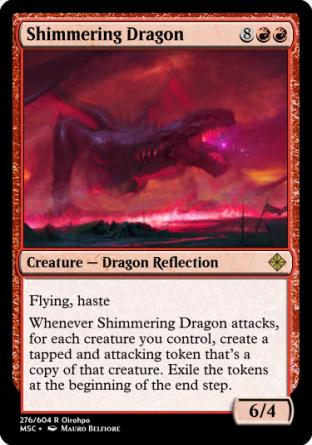 Shimmering Dragon 8
Creature — Dragon Reflection
Flying, haste
Whenever Shimmering Dragon attacks,
for each creature you control, create a
tapped and attacking token that's a
copy of that creature. Exile the tokens
at the beginning of the end step.
6/4
276/604 R Oirohpo
MSC • Mauro Belfiore